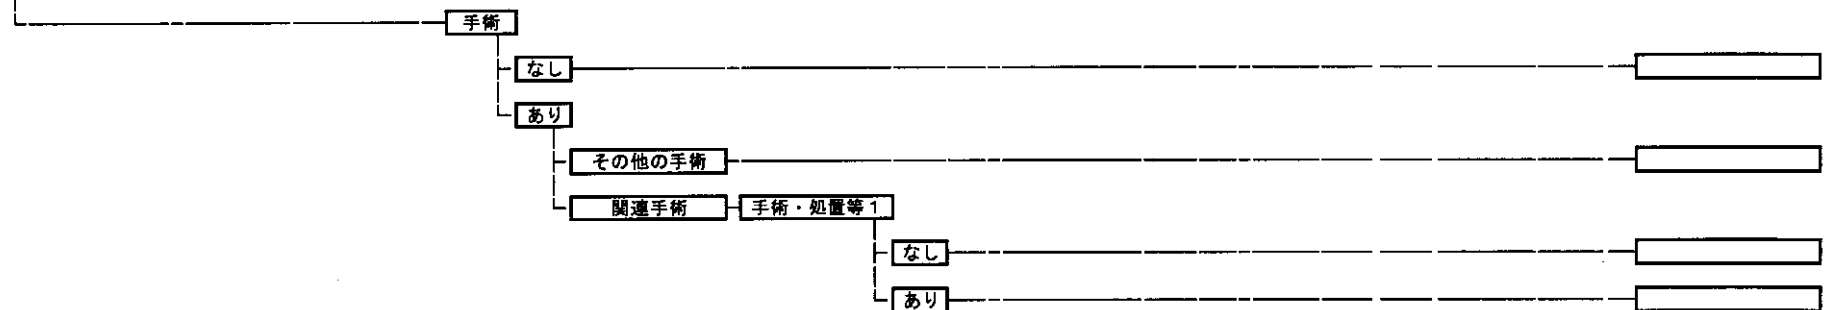 手術
なし
あり
その他の手術
関連手術 手術・処置等1
なし
あり